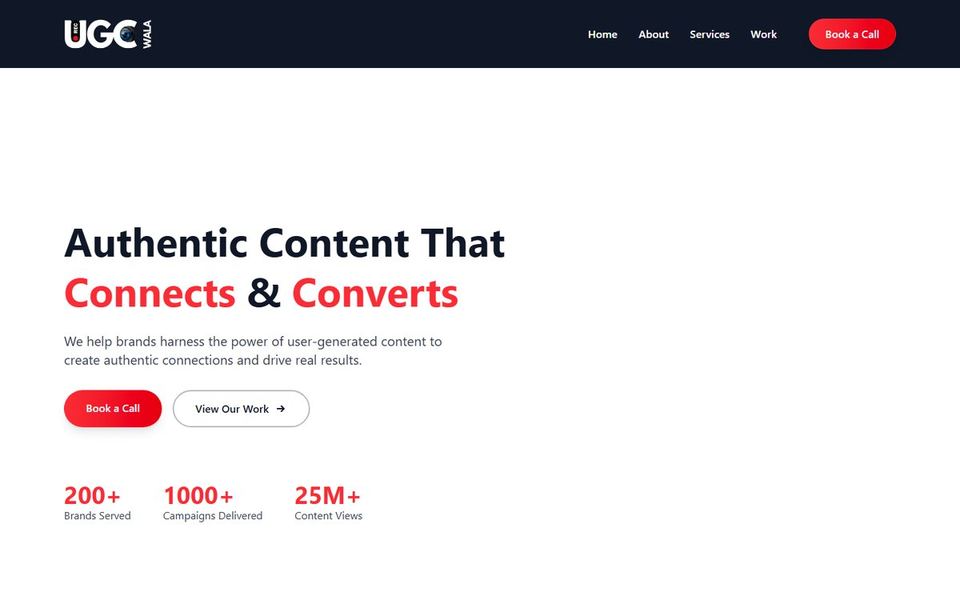 UGC WALA
REC
Home
About
Services
Work
Book a Call
Authentic Content That
Connects & Converts
We help brands harness the power of user-generated content to
create authentic connections and drive real results.
Book a Call
View Our Work →
200+
Brands Served
1000+
Campaigns Delivered
25M+
Content Views